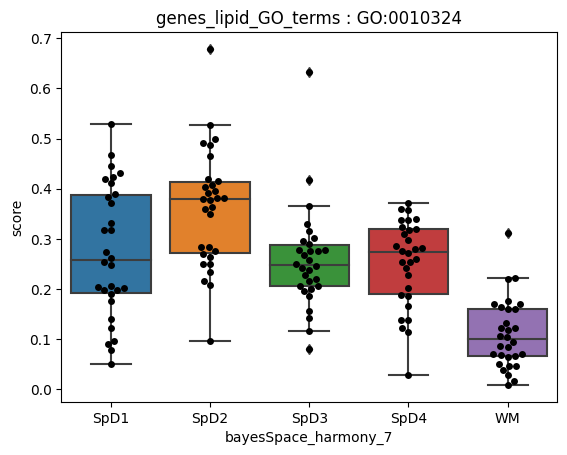 genes_lipid_GO_terms : GO:0010324
0.7
0.6
0.5
0.4
0.3
0.2
0.1
0.0
score
SpD1 SpD2 SpD3 SpD4 WM
bayesSpace_harmony_7